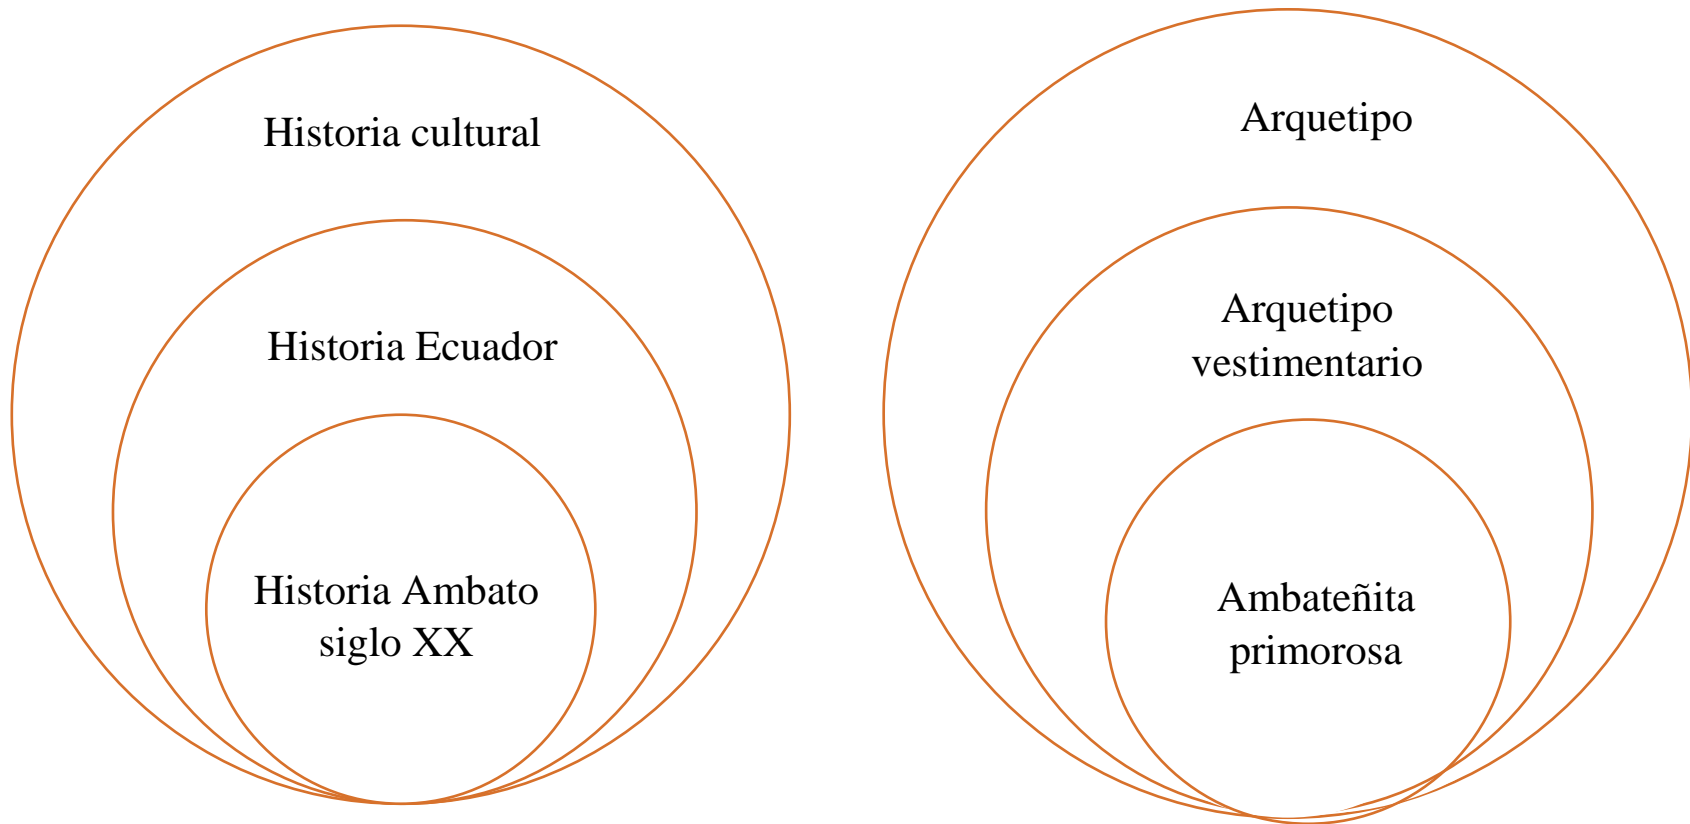 Historia cultural
Historia Ecuador
Historia Ambato
siglo XX
Arquetipo
Arquetipo
vestimentario
Ambateñita
primorosa